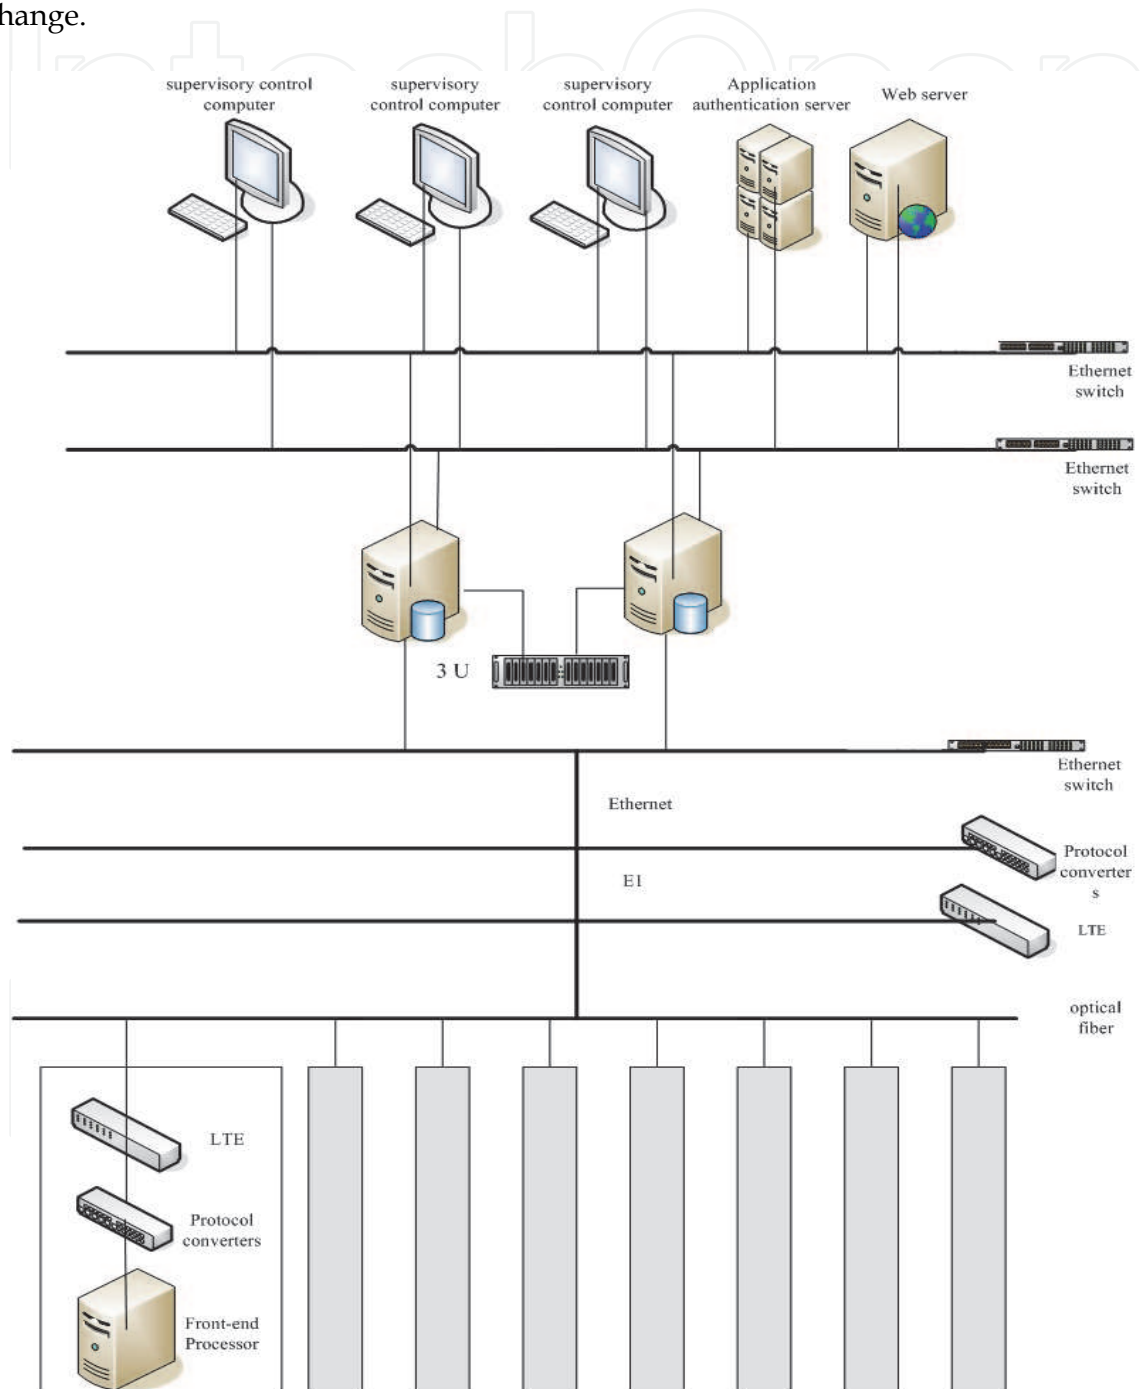 hange.
IntechOpen
supervisory control
computer
supervisory
control computer
supervisory
control computer
Application
authentication server
Web server
Ethernet
switch
Ethernet
switch
3 U
Ethernet
switch
Ethernet
Protocol
converter
s
E1
LTE
optical
fiber
LTE
Protocol
converters
Front-end
Processor